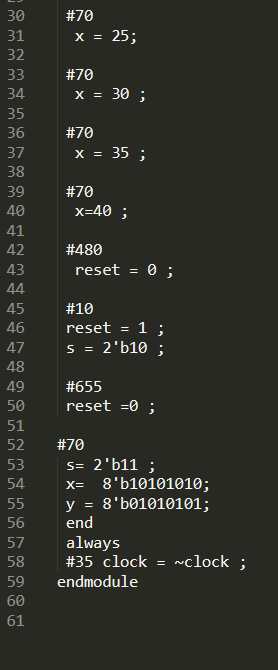 30 #70
31 x = 25;
32
33 #70
34 x = 30 ;
35
36 #70
37 x = 35 ;
38
39 #70
40 x=40 ;
41
42 #480
43 reset = 0 ;
44
45 #10
46 reset = 1 ;
47 s = 2'b10 ;
48
49 #655
50 reset =0 ;
51
52 #70
53 s= 2'b11 ;
54 x=  8'b10101010;
55 y = 8'b01010101;
56 end
57 always
58 #35 clock = ~clock ;
59 endmodule
60
61